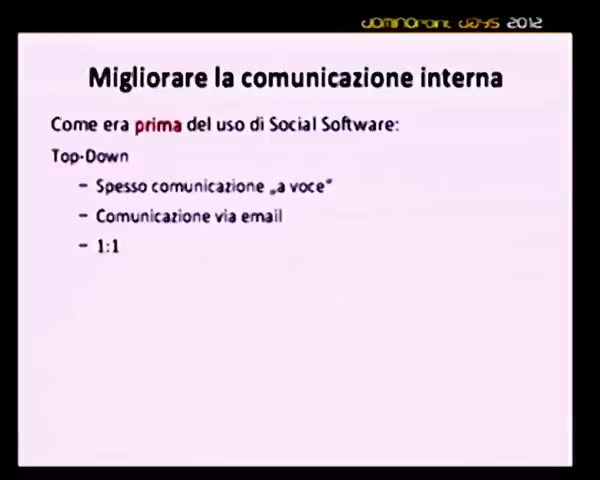 DOMINOPOINT DAYS 2012
Migliorare la comunicazione interna
Come era prima del uso di Social Software:
Top-Down
– Spesso comunicazione „a voce“
– Comunicazione via email
– 1:1